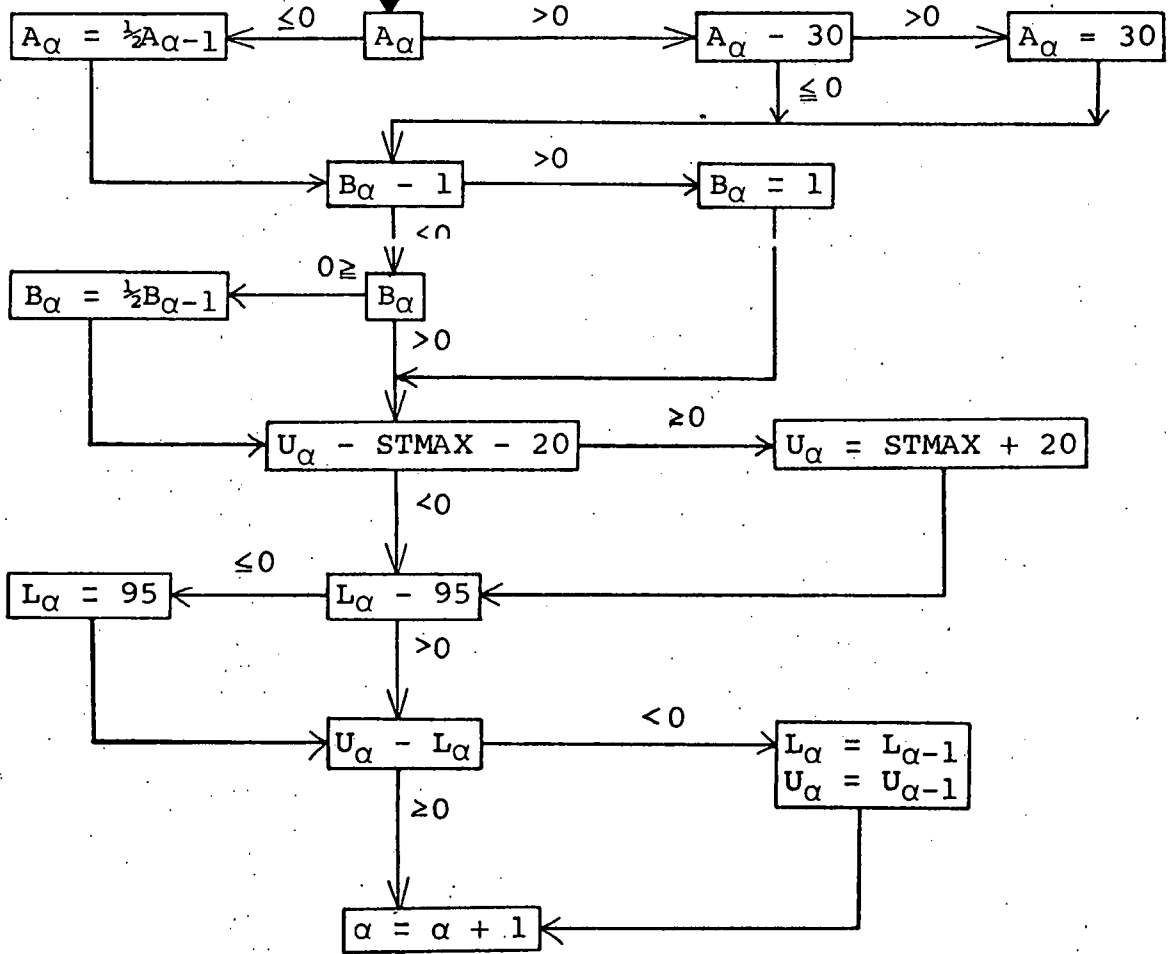 ≤0 >0 >0
A_α = ½A_α-1 A_α A_α - 30 A_α = 30
≦0
>0
B_α - 1 B_α = 1
0≧
B_α = ½B_α-1 B_α
>0
≥0
U_α - STMAX - 20 U_α = STMAX + 20
<0
≤0
L_α = 95 L_α - 95
>0
<0
U_α - L_α L_α = L_α-1
U_α = U_α-1
≥0
α = α + 1